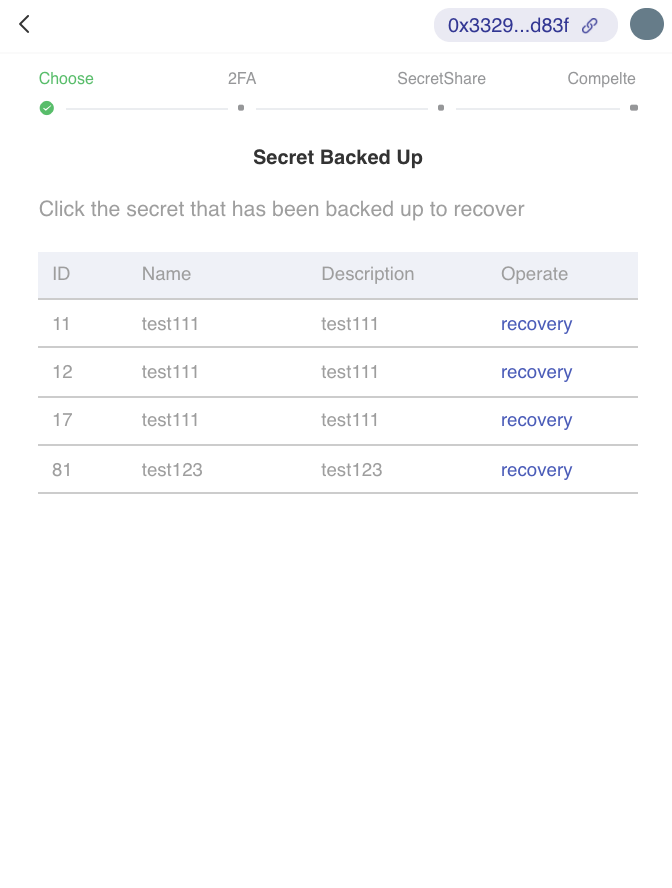 0x3329...d83f
Choose 2FA SecretShare Compelte
Secret Backed Up
Click the secret that has been backed up to recover
ID Name Description Operate
11 test111 test111 recovery
12 test111 test111 recovery
17 test111 test111 recovery
81 test123 test123 recovery